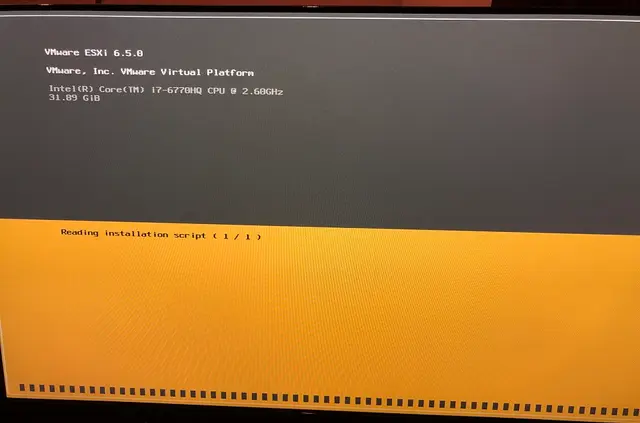 VMware ESXi 6.5.0
VMware, Inc. VMware Virtual Platform
Intel(R) Core(TM) i7-6770HQ CPU @ 2.60GHz
31.89 GiB
Reading installation script ( 1 / 1 )